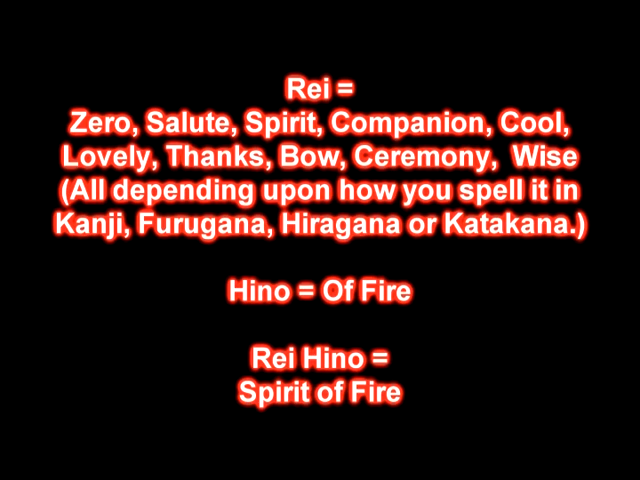 Rei =
Zero, Salute, Spirit, Companion, Cool,
Lovely, Thanks, Bow, Ceremony,  Wise
(All depending upon how you spell it in
Kanji, Furugana, Hiragana or Katakana.)
Hino = Of Fire
Rei Hino =
Spirit of Fire